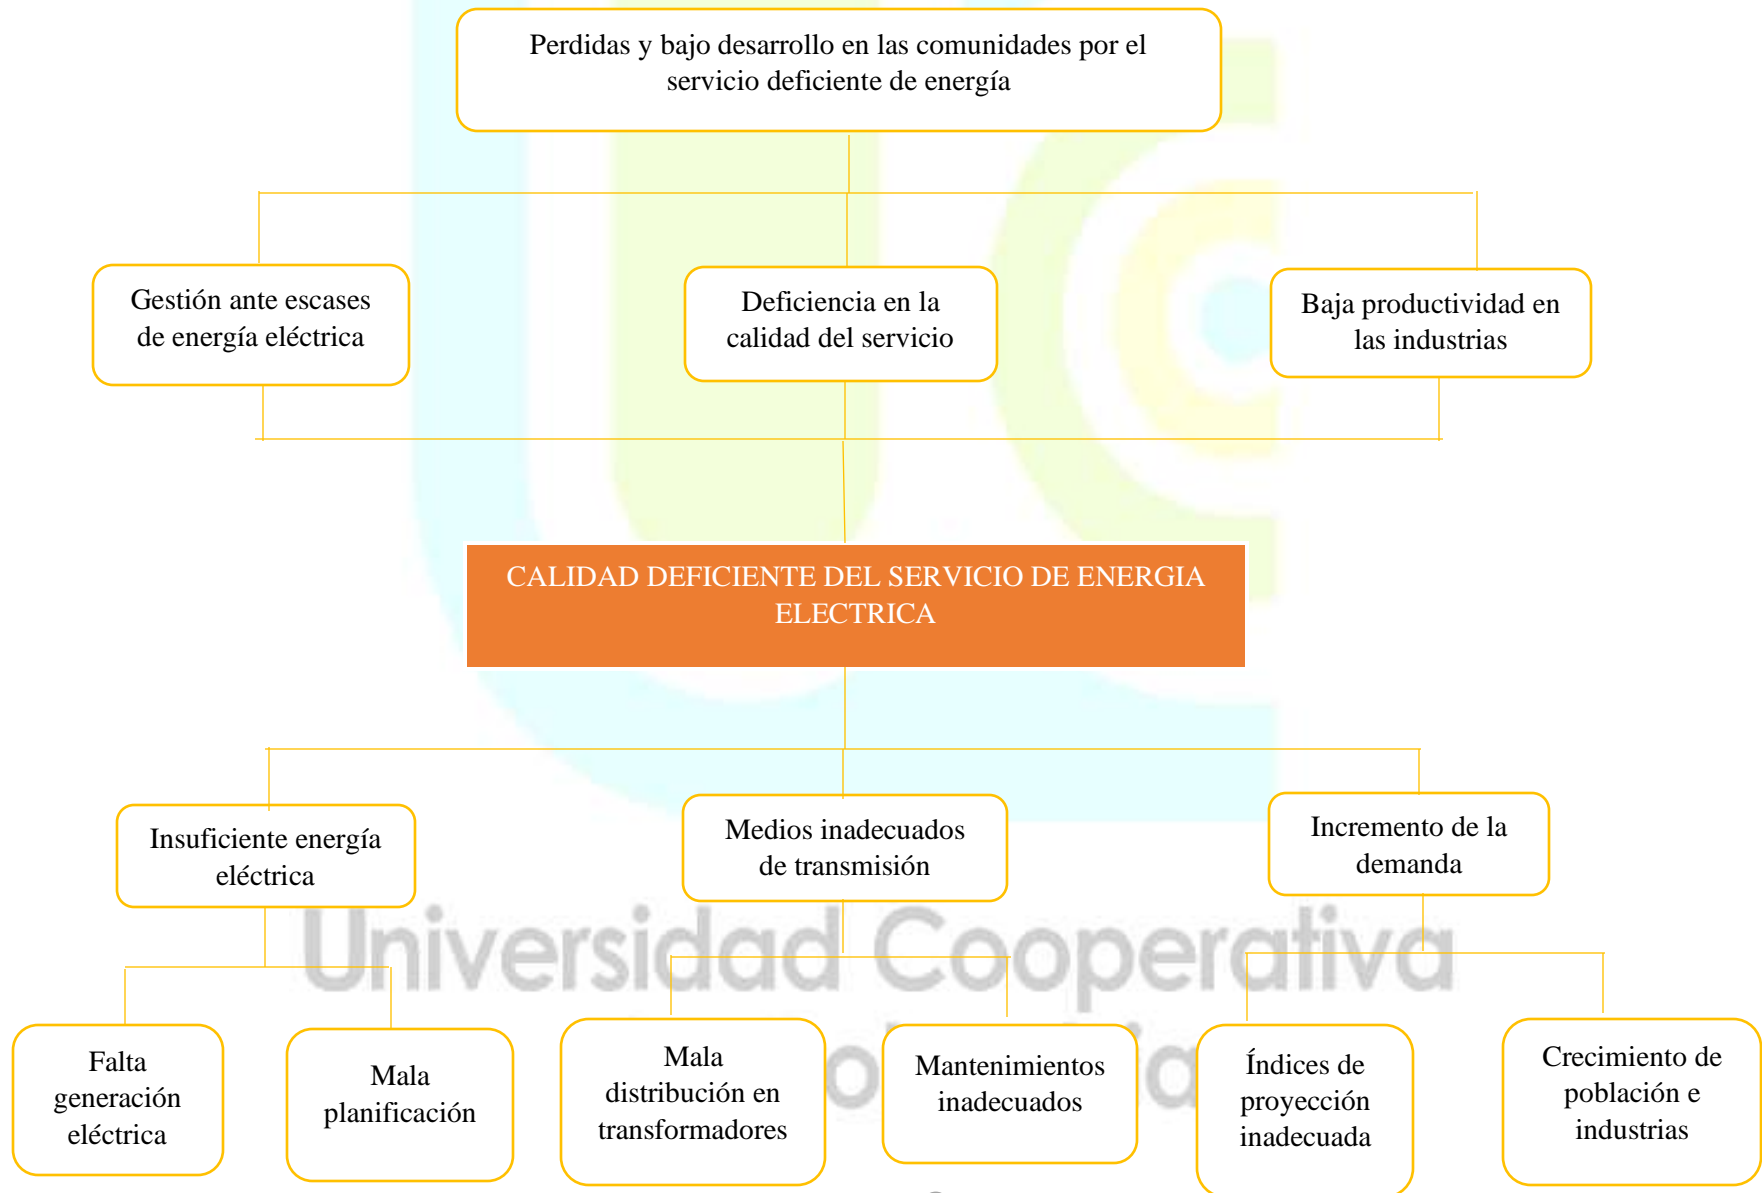 Perdidas y bajo desarrollo en las comunidades por el
servicio deficiente de energía
Gestión ante escases
de energía eléctrica
Deficiencia en la
calidad del servicio
Baja productividad en
las industrias
CALIDAD DEFICIENTE DEL SERVICIO DE ENERGIA
ELECTRICA
Insuficiente energía
eléctrica
Medios inadecuados
de transmisión
Incremento de la
demanda
Universidad Cooperativa
Falta
generación
eléctrica
Mala
planificación
Mala
distribución en
transformadores
Mantenimientos
inadecuados
Índices de
proyección
inadecuada
Crecimiento de
población e
industrias